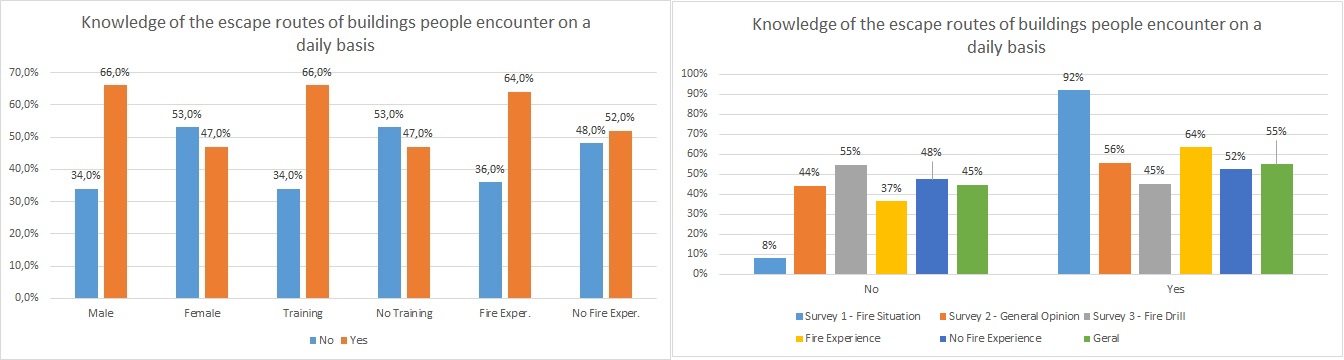 Knowledge of the escape routes of buildings people encounter on a
daily basis
70,0%
60,0%
50,0%
40,0%
30,0%
20,0%
10,0%
0,0%
34,0%
66,0%
53,0%
47,0%
34,0%
66,0%
53,0%
47,0%
36,0%
64,0%
48,0%
52,0%
Male
Female
Training
No Training
Fire Exper.
No Fire Exper.
No
Yes
Knowledge of the escape routes of buildings people encounter on a
daily basis
100%
90%
80%
70%
60%
50%
40%
30%
20%
10%
0%
8%
44%
55%
37%
48%
45%
92%
56%
45%
64%
52%
55%
No
Yes
Survey 1 - Fire Situation
Survey 2 - General Opinion
Survey 3 - Fire Drill
Fire Experience
No Fire Experience
Geral